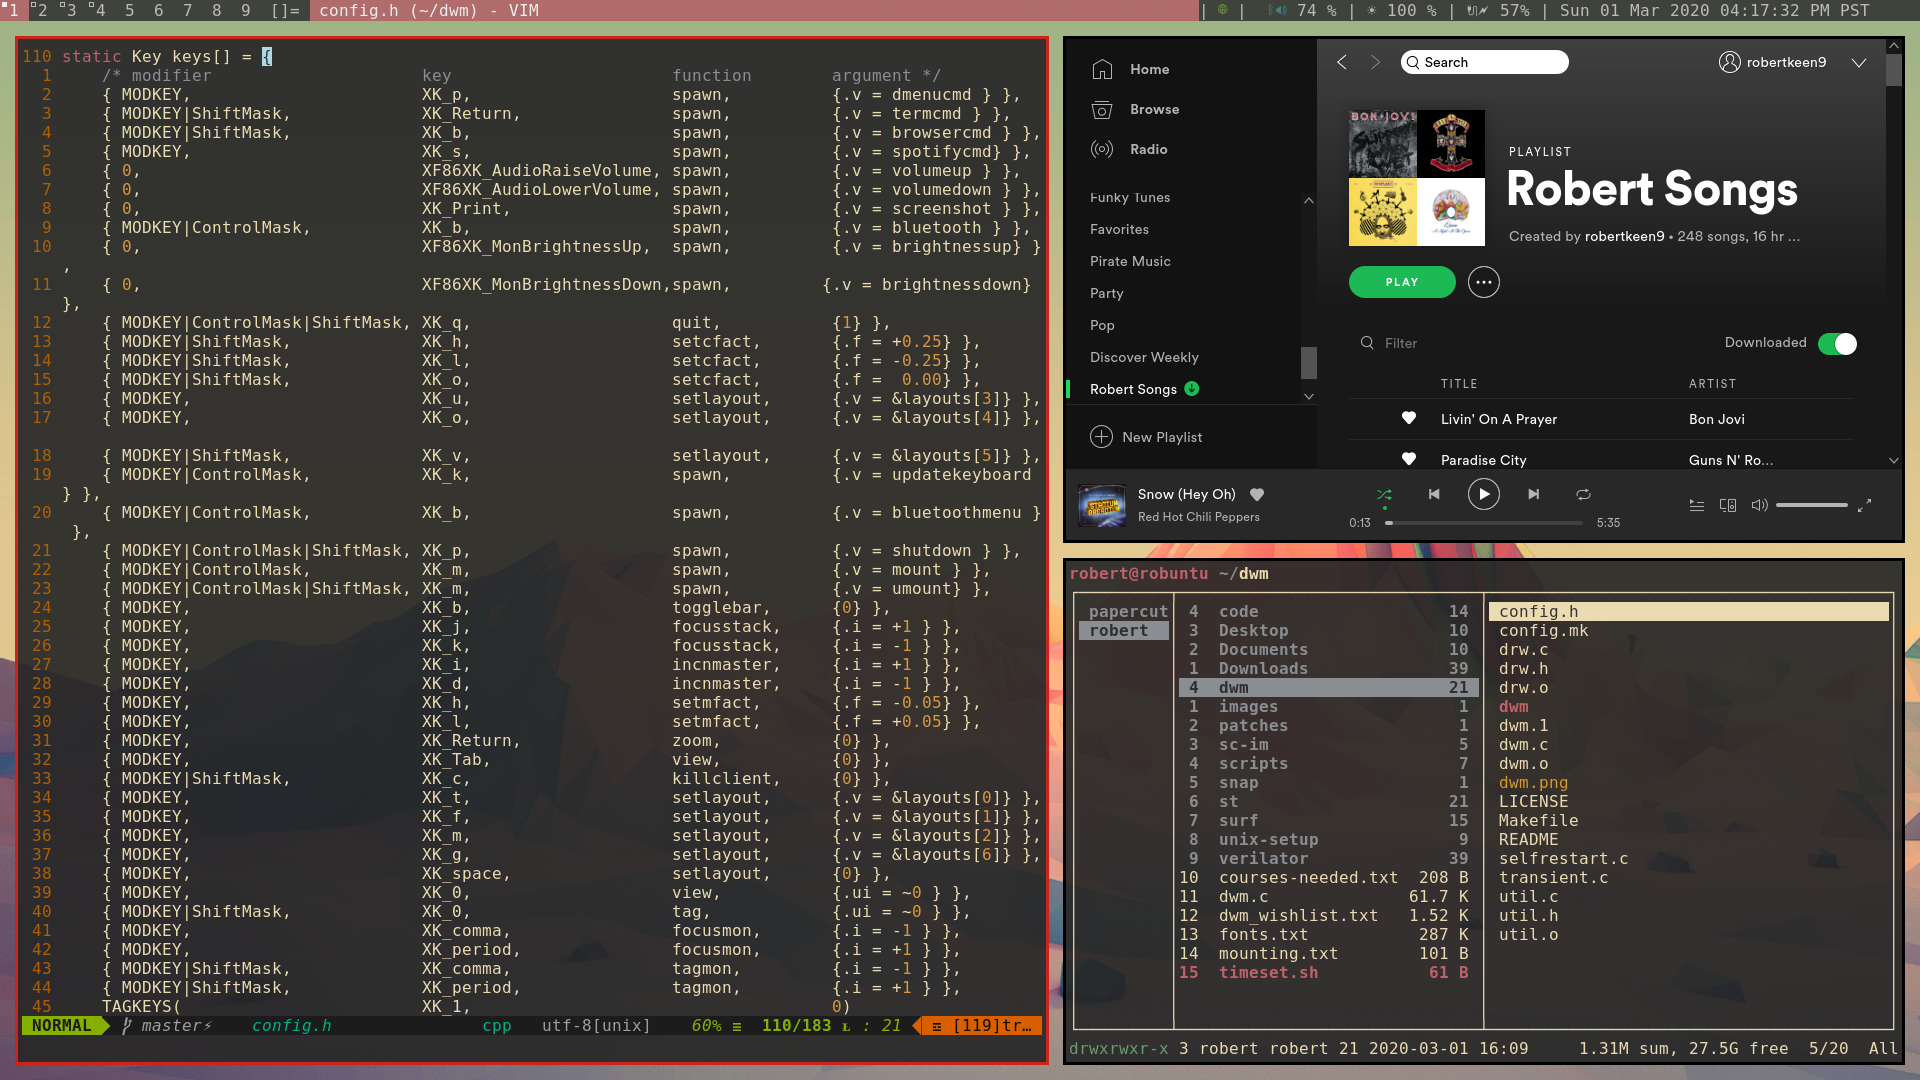 1 2 3 4 5 6 7 8 9 []= config.h (~/dwm) - VIM | | 74 % | 100 % | 57% | Sun 01 Mar 2020 04:17:32 PM PST
110 static Key keys[] = {
1 /* modifier key function argument */
2 { MODKEY, XK_p, spawn, {.v = dmenucmd } },
3 { MODKEY|ShiftMask, XK_Return, spawn, {.v = termcmd } },
4 { MODKEY|ShiftMask, XK_b, spawn, {.v = browsercmd } },
5 { MODKEY, XK_s, spawn, {.v = spotifycmd} },
6 { 0, XF86XK_AudioRaiseVolume, spawn, {.v = volumeup } },
7 { 0, XF86XK_AudioLowerVolume, spawn, {.v = volumedown } },
8 { 0, XK_Print, spawn, {.v = screenshot } },
9 { MODKEY|ControlMask, XK_b, spawn, {.v = bluetooth } },
10 { 0, XF86XK_MonBrightnessUp, spawn, {.v = brightnessup} }
,
11 { 0, XF86XK_MonBrightnessDown,spawn, {.v = brightnessdown}
},
12 { MODKEY|ControlMask|ShiftMask, XK_q, quit, {1} },
13 { MODKEY|ShiftMask, XK_h, setcfact, {.f = +0.25} },
14 { MODKEY|ShiftMask, XK_l, setcfact, {.f = -0.25} },
15 { MODKEY|ShiftMask, XK_o, setcfact, {.f =  0.00} },
16 { MODKEY, XK_u, setlayout, {.v = &layouts[3]} },
17 { MODKEY, XK_o, setlayout, {.v = &layouts[4]} },
18 { MODKEY|ShiftMask, XK_v, setlayout, {.v = &layouts[5]} },
19 { MODKEY|ControlMask, XK_k, spawn, {.v = updatekeyboard
} },
20 { MODKEY|ControlMask, XK_b, spawn, {.v = bluetoothmenu }
},
21 { MODKEY|ControlMask|ShiftMask, XK_p, spawn, {.v = shutdown } },
22 { MODKEY|ControlMask, XK_m, spawn, {.v = mount } },
23 { MODKEY|ControlMask|ShiftMask, XK_m, spawn, {.v = umount} },
24 { MODKEY, XK_b, togglebar, {0} },
25 { MODKEY, XK_j, focusstack, {.i = +1 } },
26 { MODKEY, XK_k, focusstack, {.i = -1 } },
27 { MODKEY, XK_i, incnmaster, {.i = +1 } },
28 { MODKEY, XK_d, incnmaster, {.i = -1 } },
29 { MODKEY, XK_h, setmfact, {.f = -0.05} },
30 { MODKEY, XK_l, setmfact, {.f = +0.05} },
31 { MODKEY, XK_Return, zoom, {0} },
32 { MODKEY, XK_Tab, view, {0} },
33 { MODKEY|ShiftMask, XK_c, killclient, {0} },
34 { MODKEY, XK_t, setlayout, {.v = &layouts[0]} },
35 { MODKEY, XK_f, setlayout, {.v = &layouts[1]} },
36 { MODKEY, XK_m, setlayout, {.v = &layouts[2]} },
37 { MODKEY, XK_g, setlayout, {.v = &layouts[6]} },
38 { MODKEY, XK_space, setlayout, {0} },
39 { MODKEY, XK_0, view, {.ui = ~0 } },
40 { MODKEY|ShiftMask, XK_0, tag, {.ui = ~0 } },
41 { MODKEY, XK_comma, focusmon, {.i = -1 } },
42 { MODKEY, XK_period, focusmon, {.i = +1 } },
43 { MODKEY|ShiftMask, XK_comma, tagmon, {.i = -1 } },
44 { MODKEY|ShiftMask, XK_period, tagmon, {.i = +1 } },
45 TAGKEYS( XK_1, 0)
NORMAL master⚡ config.h cpp utf-8[unix] 60% ≡ 110/183 : 21 [119]tr…
Home
Browse
Radio
Funky Tunes
Favorites
Pirate Music
Party
Pop
Discover Weekly
Robert Songs
New Playlist
Search
robertkeen9
BON JOVI
PLAYLIST
Robert Songs
Created by robertkeen9 • 248 songs, 16 hr ...
PLAY
Filter
Downloaded
TITLE ARTIST
Livin' On A Prayer Bon Jovi
Paradise City Guns N' Ro...
Snow (Hey Oh)
Red Hot Chili Peppers
0:13 5:35
robert@robuntu ~/dwm
papercut
robert
4 code 14
3 Desktop 10
2 Documents 10
1 Downloads 39
4 dwm 21
1 images 1
2 patches 1
3 sc-im 5
4 scripts 7
5 snap 1
6 st 21
7 surf 15
8 unix-setup 9
9 verilator 39
10 courses-needed.txt 208 B
11 dwm.c 61.7 K
12 dwm_wishlist.txt 1.52 K
13 fonts.txt 287 K
14 mounting.txt 101 B
15 timeset.sh 61 B
config.h
config.mk
drw.c
drw.h
drw.o
dwm
dwm.1
dwm.c
dwm.o
dwm.png
LICENSE
Makefile
README
selfrestart.c
transient.c
util.c
util.h
util.o
drwxrwxr-x 3 robert robert 21 2020-03-01 16:09 1.31M sum, 27.5G free 5/20 All